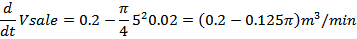 d/dt Vsale = 0.2 − π/4 5²0.02 = (0.2 − 0.125π)m³/min